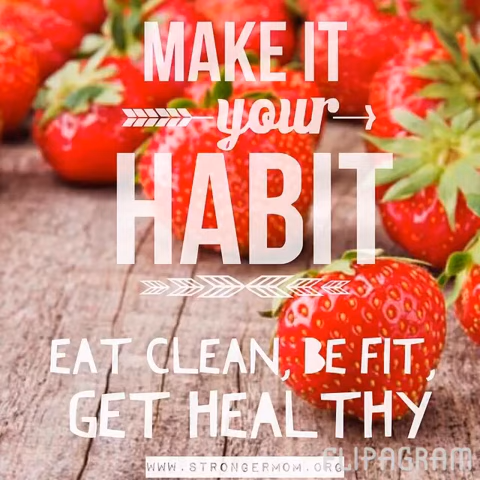 MAKE IT
your
HABIT
EAT CLEAN, BE FIT,
GET HEALTHY
WWW.STRONGERMOM.ORG
FLIPAGRAM